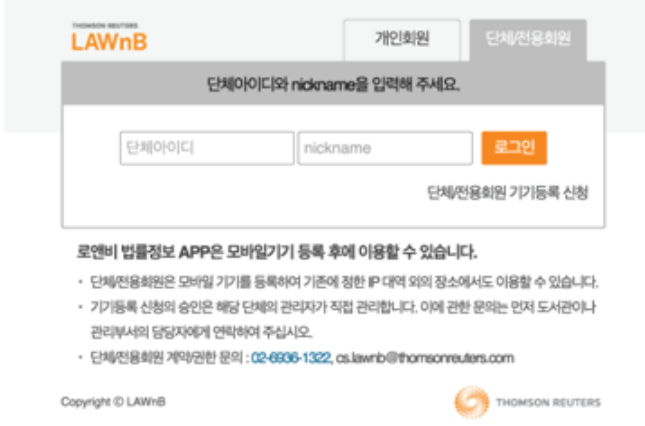 THOMSON REUTERS
LAWnB
개인회원
단체/전용회원
단체아이디와 nickname을 입력해 주세요.
단체아이디
nickname
로그인
단체/전용회원 기기등록 신청
로앤비 법률정보 APP은 모바일기기 등록 후에 이용할 수 있습니다.
· 단체/전용회원은 모바일 기기를 등록하여 기존에 정한 IP 대역 외의 장소에서도 이용할 수 있습니다.
· 기기등록 신청의 승인은 해당 단체의 관리자가 직접 관리합니다. 이에 관한 문의는 먼저 도서관이나
관리부서의 담당자에게 연락하여 주십시오.
· 단체/전용회원 계약/권한 문의 : 02-6936-1322, cs.lawnb@thomsonreuters.com
Copyright © LAWnB
THOMSON REUTERS